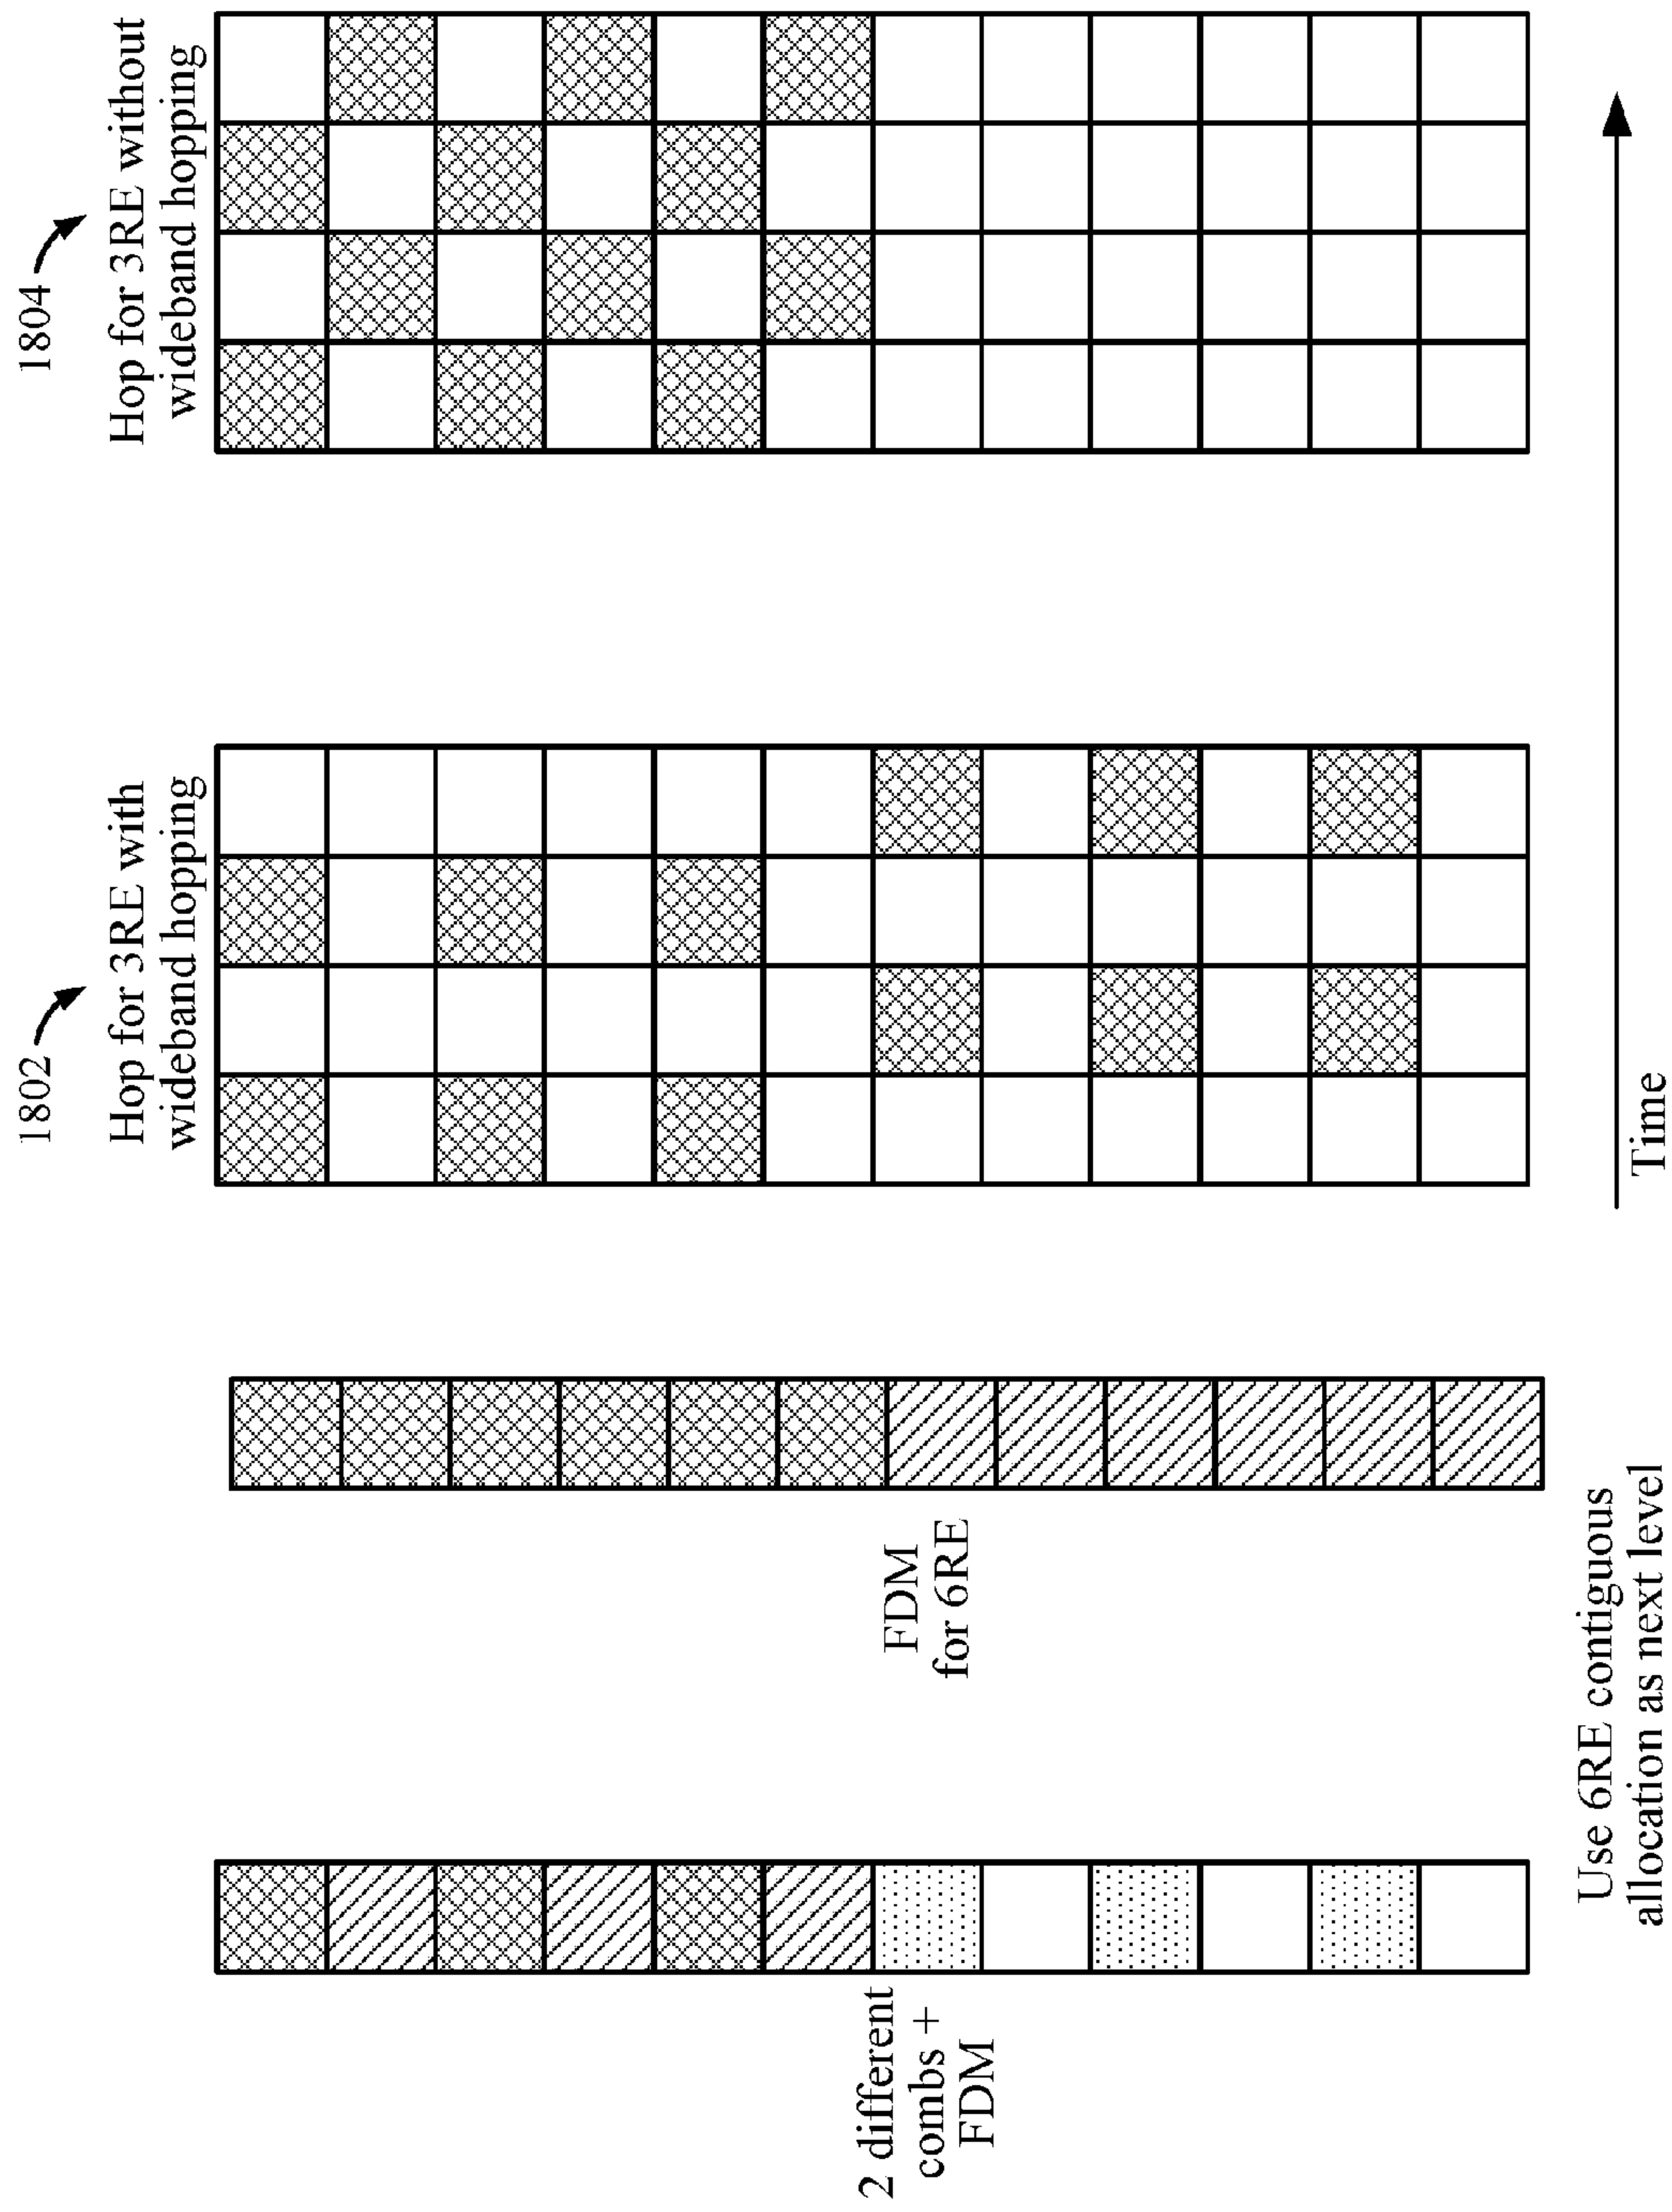 2 different
combs +
FDM
FDM
for 6RE
Use 6RE contiguous
allocation as next level
1802
Hop for 3RE with
wideband hopping
1804
Hop for 3RE without
wideband hopping
Time